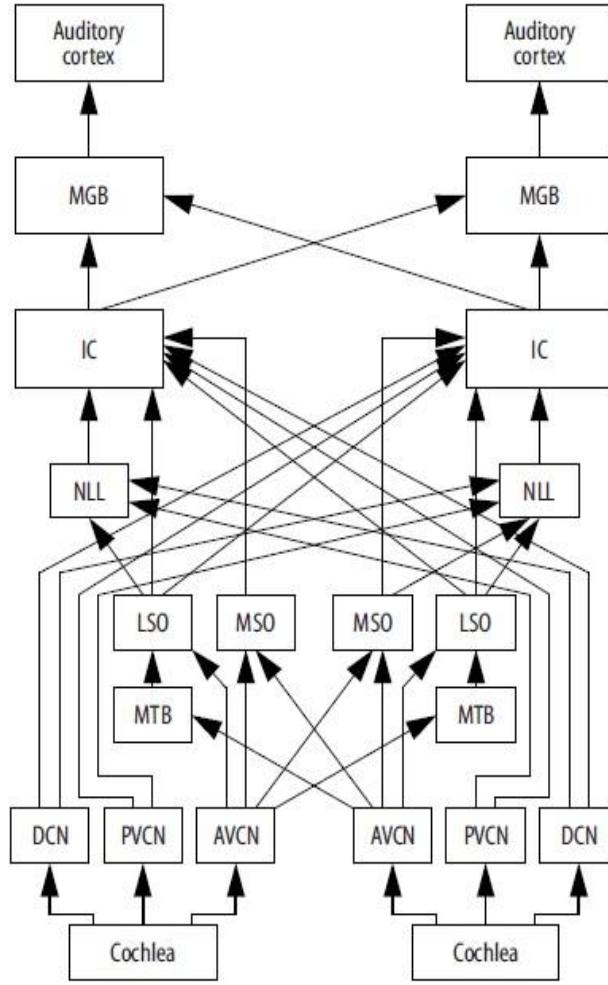 Auditory
cortex
Auditory
cortex
MGB
MGB
IC
IC
NLL
NLL
LSO
MSO
MSO
LSO
MTB
MTB
DCN
PVCN
AVCN
AVCN
PVCN
DCN
Cochlea
Cochlea